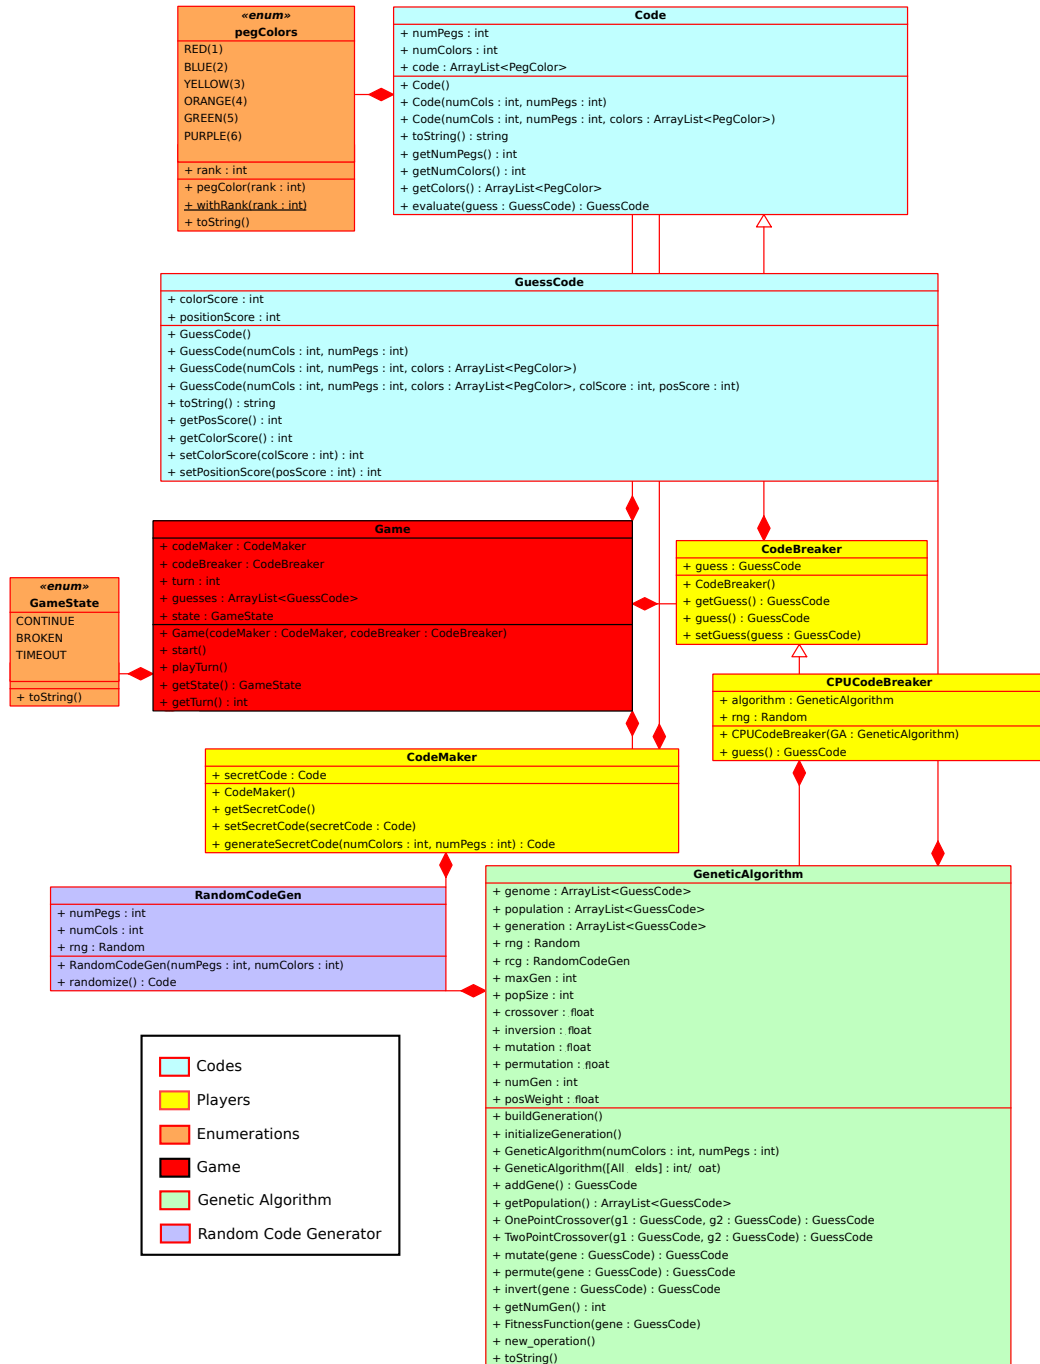 «enum»
pegColors
RED(1)
BLUE(2)
YELLOW(3)
ORANGE(4)
GREEN(5)
PURPLE(6)
+ rank : int
+ pegColor(rank : int)
+ withRank(rank : int)
+ toString()
Code
+ numPegs : int
+ numColors : int
+ code : ArrayList<PegColor>
+ Code()
+ Code(numCols : int, numPegs : int)
+ Code(numCols : int, numPegs : int, colors : ArrayList<PegColor>)
+ toString() : string
+ getNumPegs() : int
+ getNumColors() : int
+ getColors() : ArrayList<PegColor>
+ evaluate(guess : GuessCode) : GuessCode
GuessCode
+ colorScore : int
+ positionScore : int
+ GuessCode()
+ GuessCode(numCols : int, numPegs : int)
+ GuessCode(numCols : int, numPegs : int, colors : ArrayList<PegColor>)
+ GuessCode(numCols : int, numPegs : int, colors : ArrayList<PegColor>, colScore : int, posScore : int)
+ toString() : string
+ getPosScore() : int
+ getColorScore() : int
+ setColorScore(colScore : int) : int
+ setPositionScore(posScore : int) : int
Game
+ codeMaker : CodeMaker
+ codeBreaker : CodeBreaker
+ turn : int
+ guesses : ArrayList<GuessCode>
+ state : GameState
+ Game(codeMaker : CodeMaker, codeBreaker : CodeBreaker)
+ start()
+ playTurn()
+ getState() : GameState
+ getTurn() : int
«enum»
GameState
CONTINUE
BROKEN
TIMEOUT
+ toString()
CodeBreaker
+ guess : GuessCode
+ CodeBreaker()
+ getGuess() : GuessCode
+ guess() : GuessCode
+ setGuess(guess : GuessCode)
CPUCodeBreaker
+ algorithm : GeneticAlgorithm
+ rng : Random
+ CPUCodeBreaker(GA : GeneticAlgorithm)
+ guess() : GuessCode
CodeMaker
+ secretCode : Code
+ CodeMaker()
+ getSecretCode()
+ setSecretCode(secretCode : Code)
+ generateSecretCode(numColors : int, numPegs : int) : Code
RandomCodeGen
+ numPegs : int
+ numCols : int
+ rng : Random
+ RandomCodeGen(numPegs : int, numColors : int)
+ randomize() : Code
GeneticAlgorithm
+ genome : ArrayList<GuessCode>
+ population : ArrayList<GuessCode>
+ generation : ArrayList<GuessCode>
+ rng : Random
+ rcg : RandomCodeGen
+ maxGen : int
+ popSize : int
+ crossover : float
+ inversion : float
+ mutation : float
+ permutation : float
+ numGen : int
+ posWeight : float
+ buildGeneration()
+ initializeGeneration()
+ GeneticAlgorithm(numColors : int, numPegs : int)
+ GeneticAlgorithm([All elds] : int/ oat)
+ addGene() : GuessCode
+ getPopulation() : ArrayList<GuessCode>
+ OnePointCrossover(g1 : GuessCode, g2 : GuessCode) : GuessCode
+ TwoPointCrossover(g1 : GuessCode, g2 : GuessCode) : GuessCode
+ mutate(gene : GuessCode) : GuessCode
+ permute(gene : GuessCode) : GuessCode
+ invert(gene : GuessCode) : GuessCode
+ getNumGen() : int
+ FitnessFunction(gene : GuessCode)
+ new_operation()
+ toString()
Codes
Players
Enumerations
Game
Genetic Algorithm
Random Code Generator